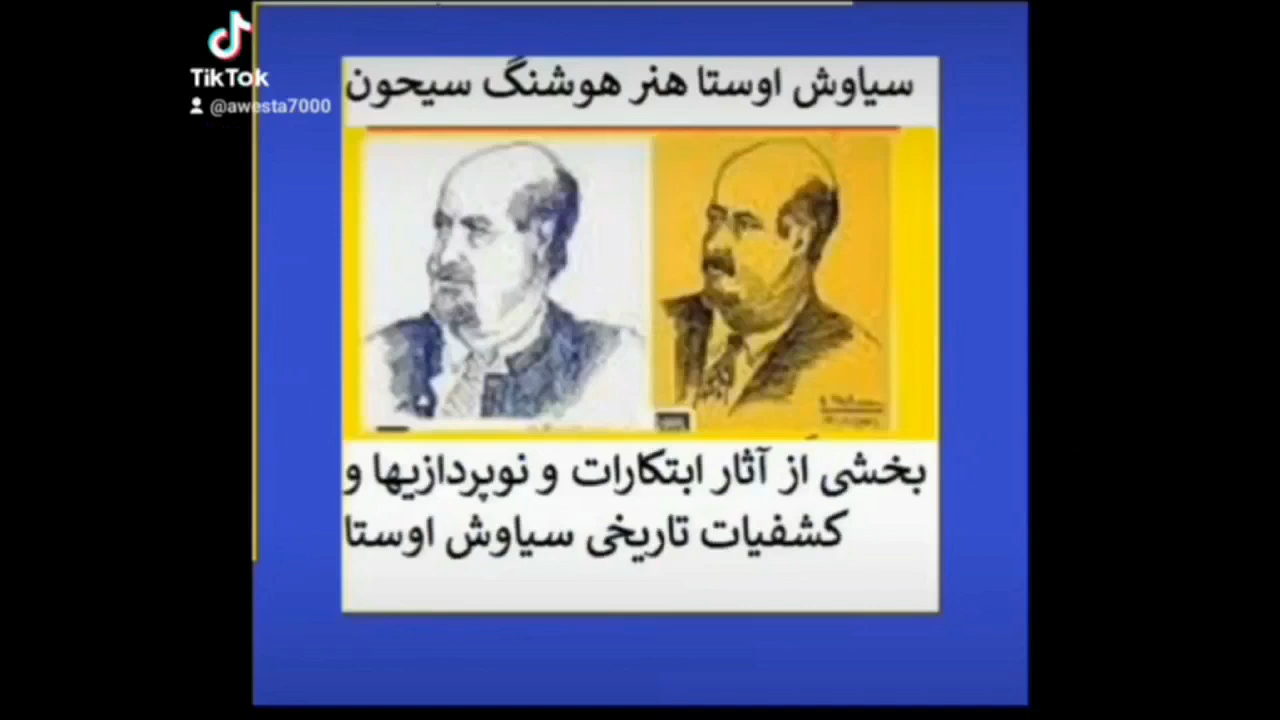 TikTok
@awesta7000
سیاوش اوستا هنر هوشنگ سیحون
بخشی از آثار ابتکارات و نوپردازیها و
کشفیات تاریخی سیاوش اوستا